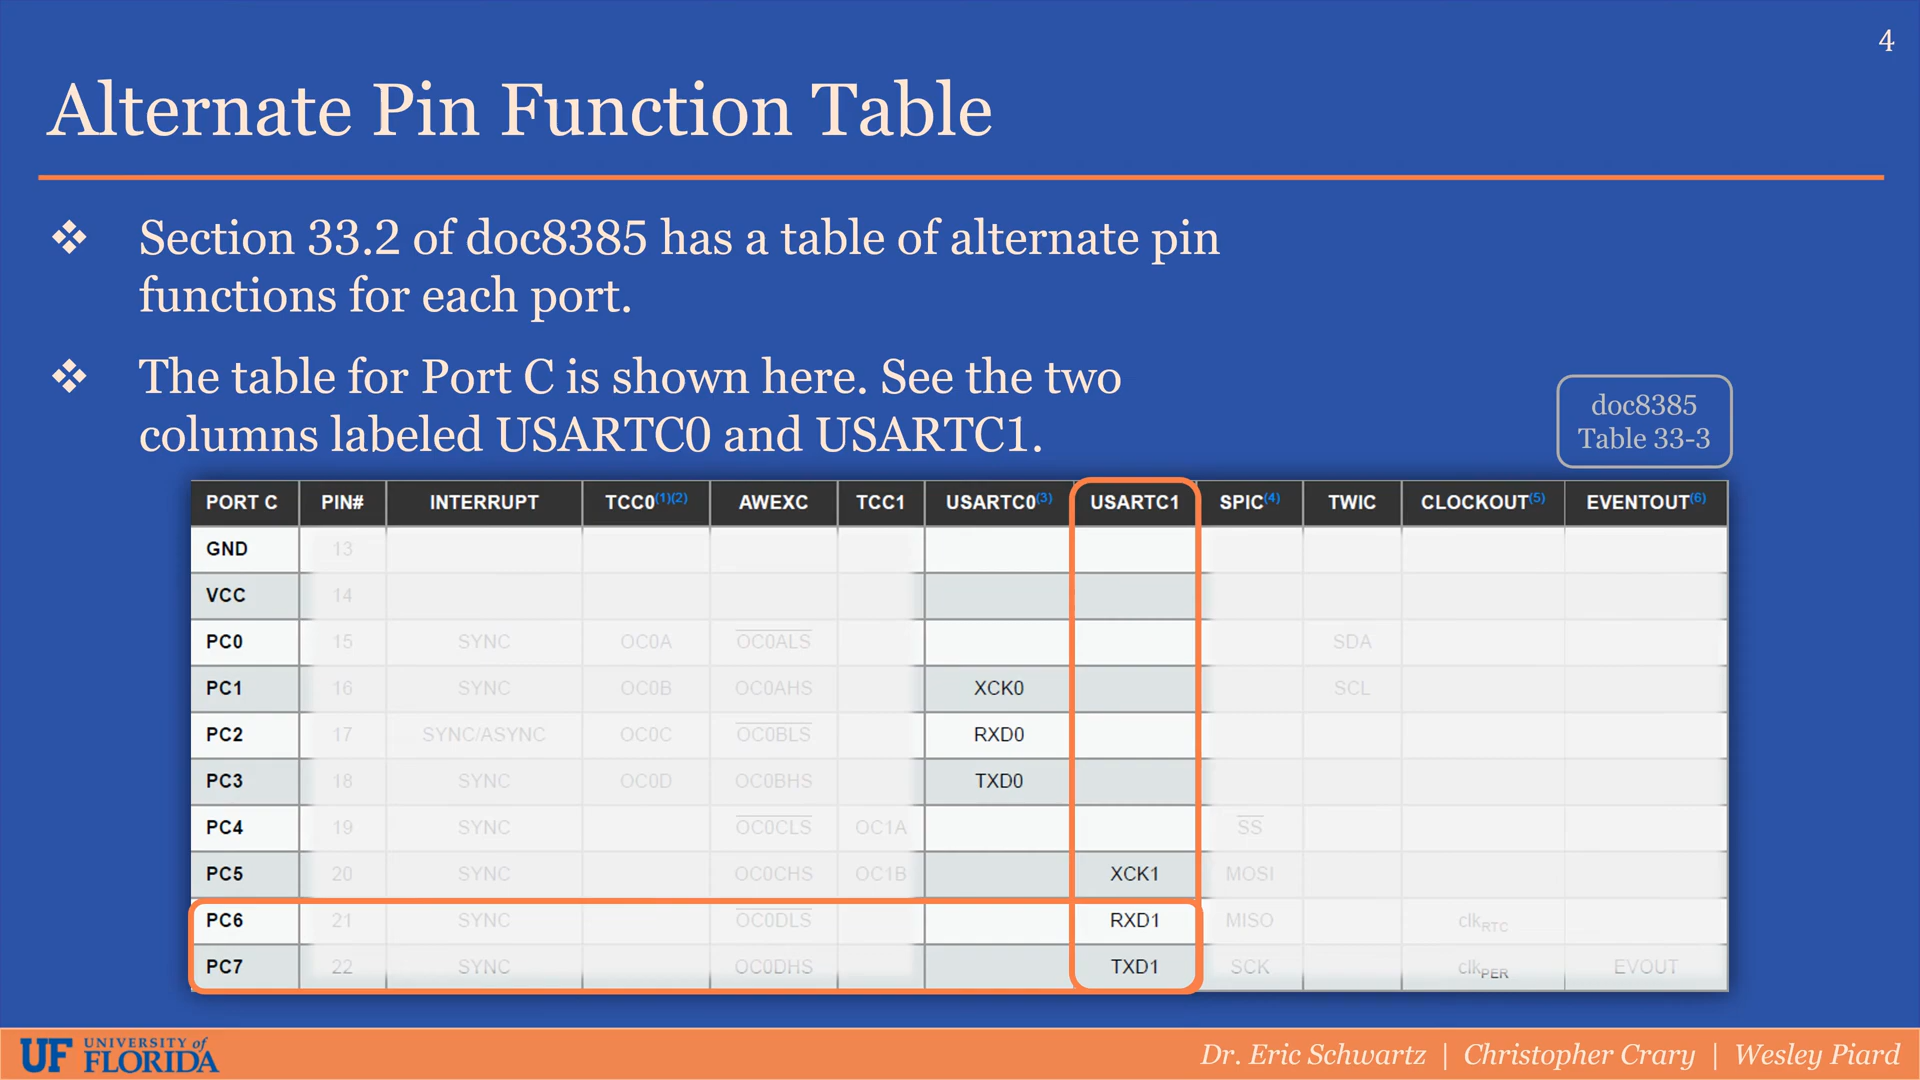 4
Alternate Pin Function Table
❖ Section 33.2 of doc8385 has a table of alternate pin
functions for each port.
❖ The table for Port C is shown here. See the two
columns labeled USARTC0 and USARTC1.
doc8385
Table 33-3
PORT C PIN# INTERRUPT TCC0(1)(2) AWEXC TCC1 USARTC0(3) USARTC1 SPIC(4) TWIC CLOCKOUT(5) EVENTOUT(6)
GND 13
VCC 14
PC0 15 SYNC OC0A OC0ALS SDA
PC1 16 SYNC OC0B OC0AHS XCK0 SCL
PC2 17 SYNC/ASYNC OC0C OC0BLS RXD0
PC3 18 SYNC OC0D OC0BHS TXD0
PC4 19 SYNC OC0CLS OC1A SS
PC5 20 SYNC OC0CHS OC1B XCK1 MOSI
PC6 21 SYNC OC0DLS RXD1 MISO clkRTC
PC7 22 SYNC OC0DHS TXD1 SCK clkPER EVOUT
UF UNIVERSITY of
FLORIDA
Dr. Eric Schwartz | Christopher Crary | Wesley Piard